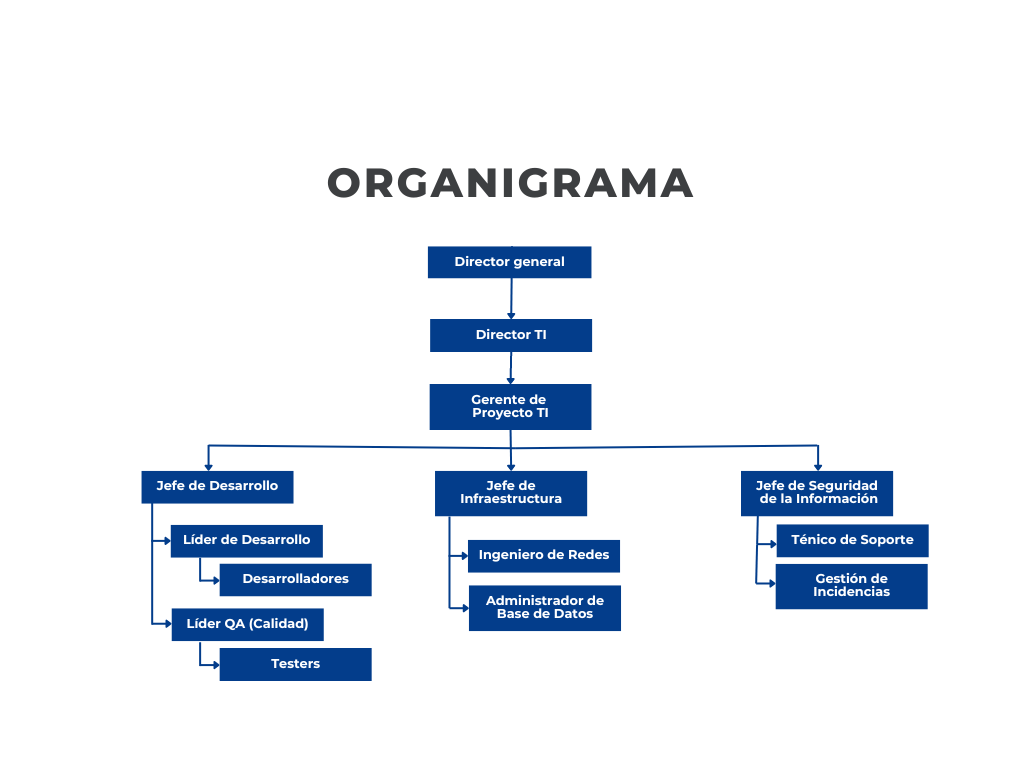 ORGANIGRAMA
Director general
Director TI
Gerente de
Proyecto TI
Jefe de Desarrollo
Líder de Desarrollo
Desarrolladores
Líder QA (Calidad)
Testers
Jefe de
Infraestructura
Ingeniero de Redes
Administrador de
Base de Datos
Jefe de Seguridad
de la Información
Ténico de Soporte
Gestión de
Incidencias